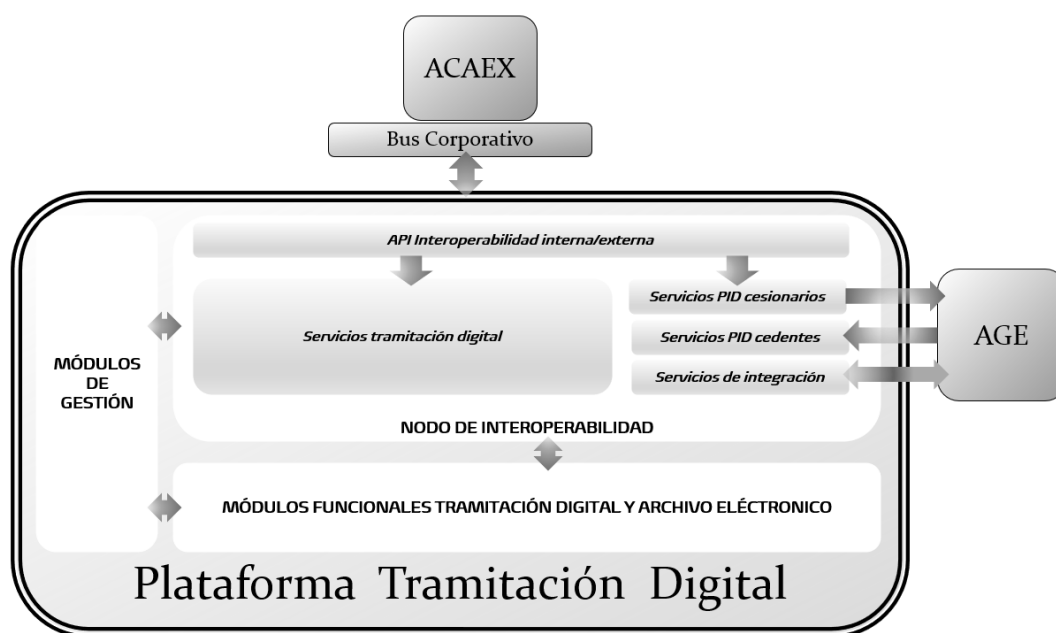 ACAEX
Bus Corporativo
API Interoperabilidad interna/externa
Servicios tramitación digital
Servicios PID cesionarios
Servicios PID cedentes
Servicios de integración
AGE
MÓDULOS
DE
GESTIÓN
NODO DE INTEROPERABILIDAD
MÓDULOS FUNCIONALES TRAMITACIÓN DIGITAL Y ARCHIVO ELÉCTRONICO
Plataforma Tramitación Digital